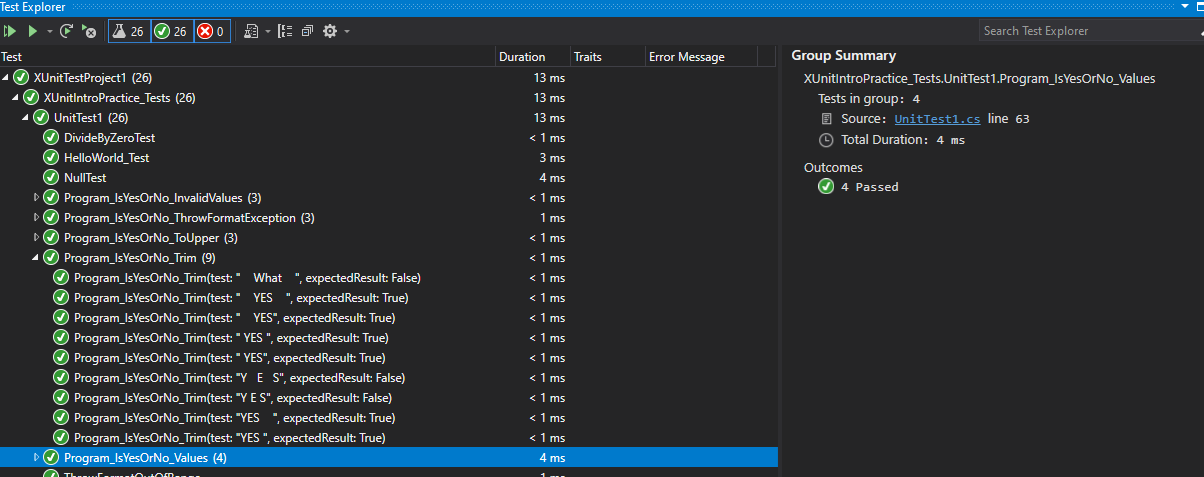 Test Explorer
26 26 0
Search Test Explorer
Test Duration Traits Error Message
XUnitTestProject1 (26) 13 ms
XUnitIntroPractice_Tests (26) 13 ms
UnitTest1 (26) 13 ms
DivideByZeroTest < 1 ms
HelloWorld_Test 3 ms
NullTest 4 ms
Program_IsYesOrNo_InvalidValues (3) < 1 ms
Program_IsYesOrNo_ThrowFormatException (3) 1 ms
Program_IsYesOrNo_ToUpper (3) < 1 ms
Program_IsYesOrNo_Trim (9) < 1 ms
Program_IsYesOrNo_Trim(test: "    What    ", expectedResult: False) < 1 ms
Program_IsYesOrNo_Trim(test: "    YES    ", expectedResult: True) < 1 ms
Program_IsYesOrNo_Trim(test: "    YES", expectedResult: True) < 1 ms
Program_IsYesOrNo_Trim(test: " YES ", expectedResult: True) < 1 ms
Program_IsYesOrNo_Trim(test: " YES", expectedResult: True) < 1 ms
Program_IsYesOrNo_Trim(test: "Y   E   S", expectedResult: False) < 1 ms
Program_IsYesOrNo_Trim(test: "Y E S", expectedResult: False) < 1 ms
Program_IsYesOrNo_Trim(test: "YES    ", expectedResult: True) < 1 ms
Program_IsYesOrNo_Trim(test: "YES ", expectedResult: True) < 1 ms
Program_IsYesOrNo_Values (4) 4 ms
ThrowFormatOutOfRange
Group Summary
XUnitIntroPractice_Tests.UnitTest1.Program_IsYesOrNo_Values
Tests in group: 4
Source: UnitTest1.cs line 63
Total Duration: 4 ms
Outcomes
4 Passed